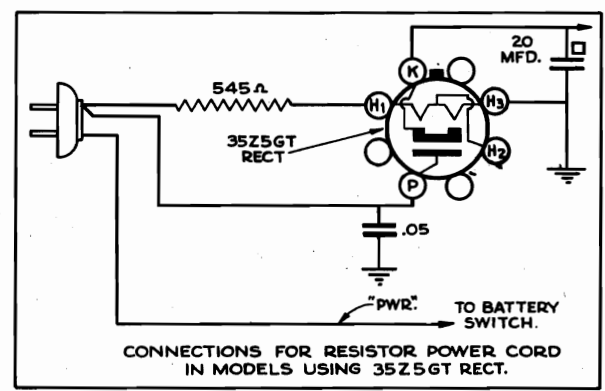 20
MFD.
545Ω
K
H1
H3
35Z5GT
RECT
H2
P
.05
"PWR".
TO BATTERY
SWITCH.
CONNECTIONS FOR RESISTOR POWER CORD
IN MODELS USING 35Z5GT RECT.